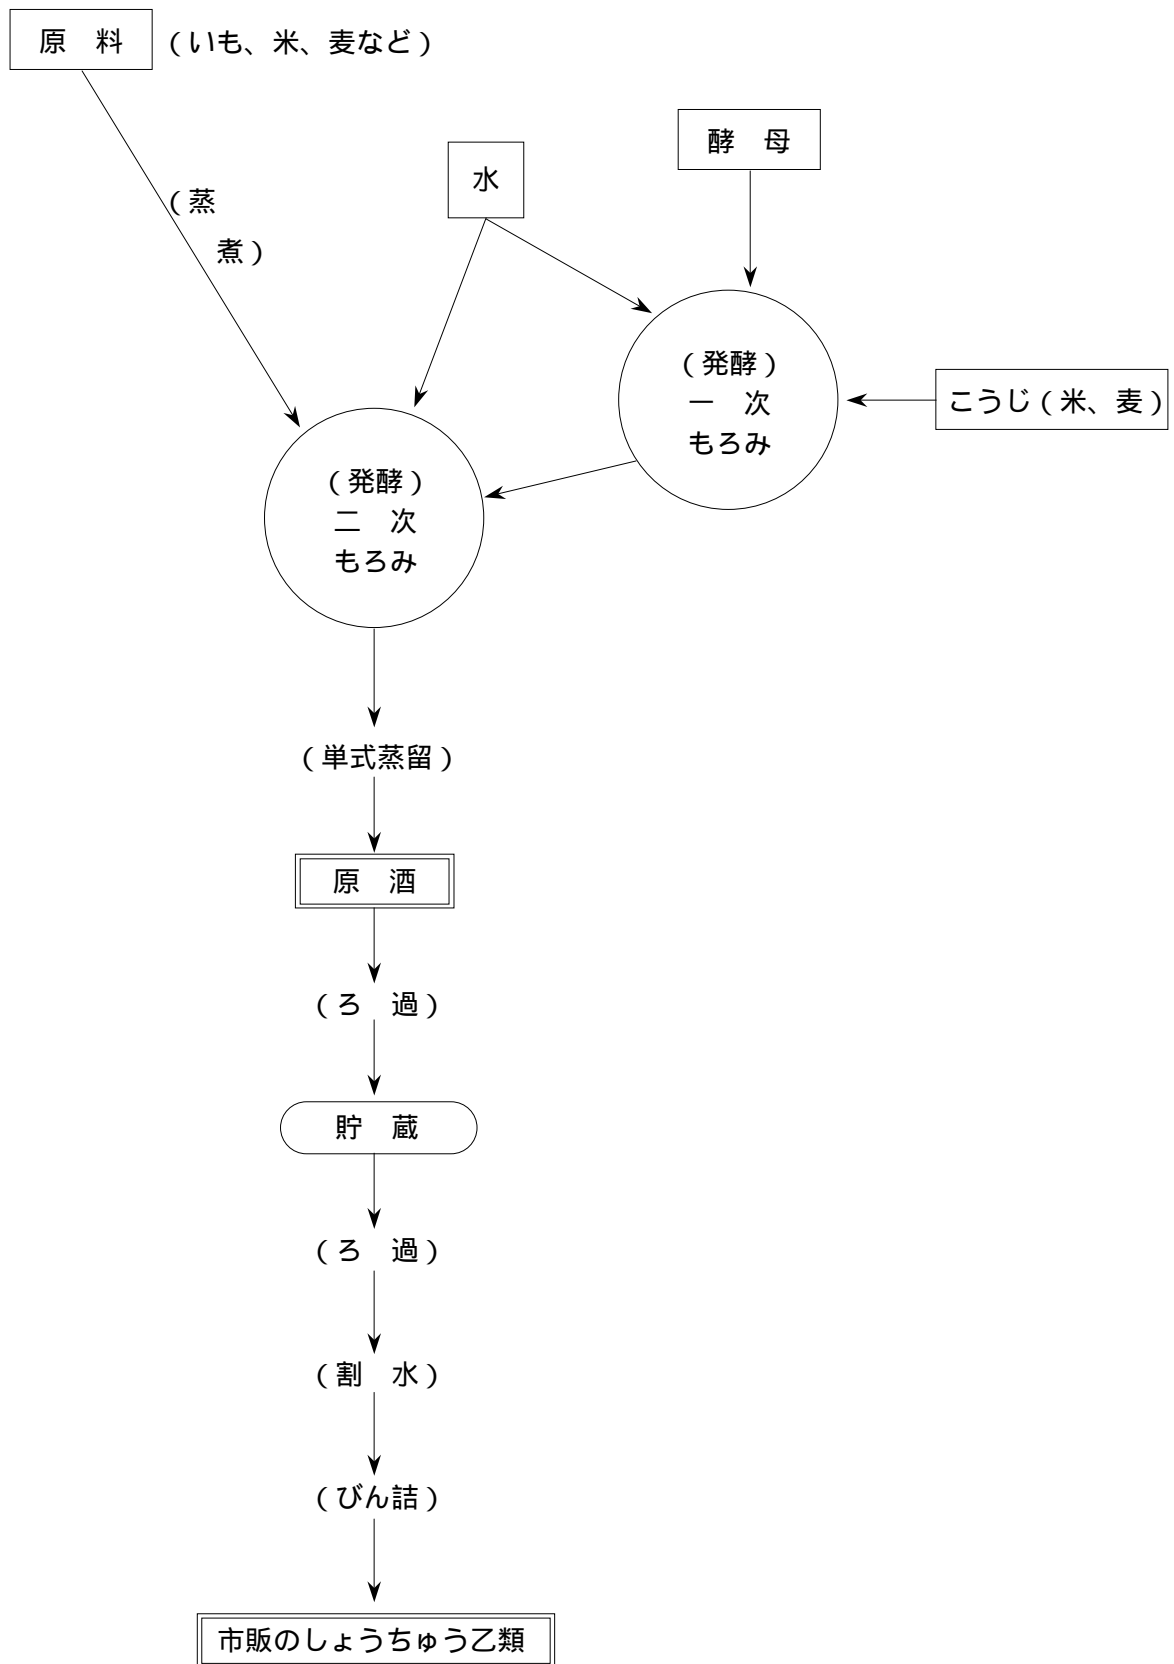 原　料 （いも、米、麦など）
酵　母
水
（蒸
煮）
（発酵）
一　次
もろみ
こうじ（米、麦）
（発酵）
二　次
もろみ
（単式蒸留）
原　酒
（ろ　過）
貯　蔵
（ろ　過）
（割　水）
（びん詰）
市販のしょうちゅう乙類